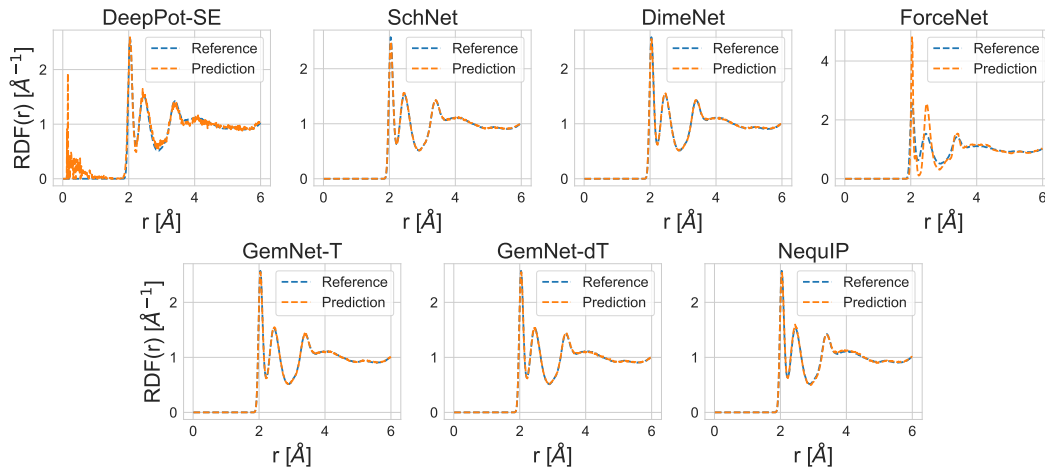 DeepPot-SE
SchNet
DimeNet
ForceNet
RDF(r) [Å⁻¹]
2
1
0
0
2
4
6
r [Å]
Reference
Prediction
2
1
0
0
2
4
6
r [Å]
Reference
Prediction
2
1
0
0
2
4
6
r [Å]
Reference
Prediction
4
2
0
0
2
4
6
r [Å]
Reference
Prediction
GemNet-T
GemNet-dT
NequIP
RDF(r) [Å⁻¹]
2
1
0
0
2
4
6
r [Å]
Reference
Prediction
2
1
0
0
2
4
6
r [Å]
Reference
Prediction
2
1
0
0
2
4
6
r [Å]
Reference
Prediction